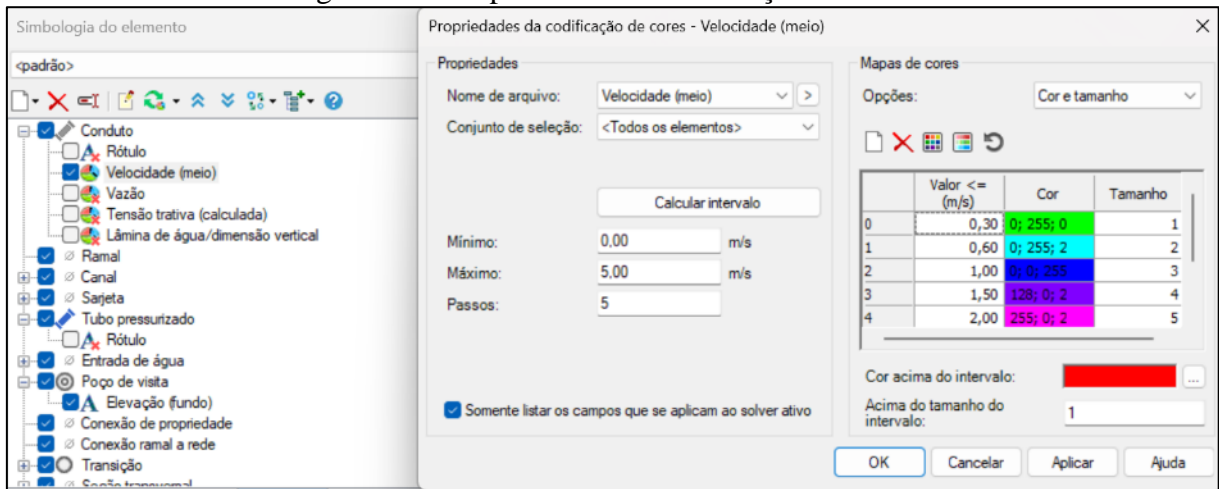 Simbologia do elemento
<padrão>
Conduto
Rótulo
Velocidade (meio)
Vazão
Tensão trativa (calculada)
Lâmina de água/dimensão vertical
Ramal
Canal
Sarjeta
Tubo pressurizado
Rótulo
Entrada de água
Poço de visita
Elevação (fundo)
Conexão de propriedade
Conexão ramal a rede
Transição
Seção transversal
Propriedades da codificação de cores - Velocidade (meio)
Propriedades
Nome de arquivo: Velocidade (meio) >
Conjunto de seleção: <Todos os elementos>
Calcular intervalo
Mínimo: 0,00 m/s
Máximo: 5,00 m/s
Passos: 5
Somente listar os campos que se aplicam ao solver ativo
Mapas de cores
Opções: Cor e tamanho
Valor <= (m/s) Cor Tamanho
0 0,30 0; 255; 0 1
1 0,60 0; 255; 2 2
2 1,00 0; 0; 255 3
3 1,50 128; 0; 2 4
4 2,00 255; 0; 2 5
Cor acima do intervalo: ...
Acima do tamanho do
intervalo: 1
OK Cancelar Aplicar Ajuda